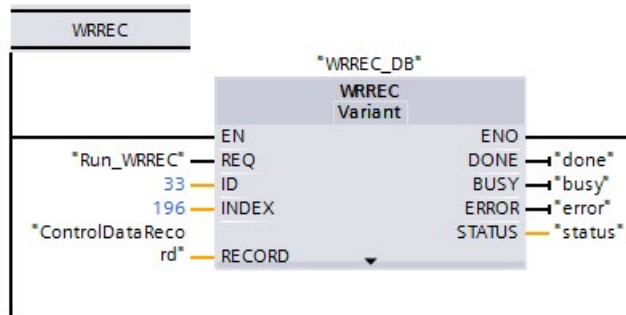 WRREC
"WRREC_DB"
WRREC
Variant
EN ENO
"Run_WRREC" REQ DONE "done"
33 ID BUSY "busy"
196 INDEX ERROR "error"
"ControlDataReco
rd" RECORD STATUS "status"